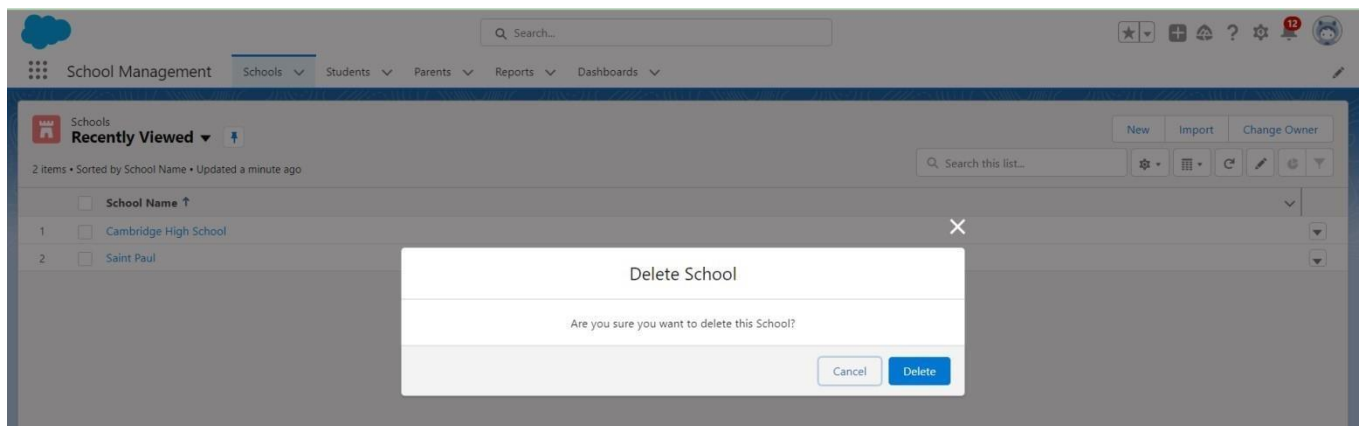 Search...
12
School Management Schools Students Parents Reports Dashboards
Schools
Recently Viewed
New Import Change Owner
2 items • Sorted by School Name • Updated a minute ago
Search this list...
School Name
1 Cambridge High School
2 Saint Paul
Delete School
Are you sure you want to delete this School?
Cancel Delete